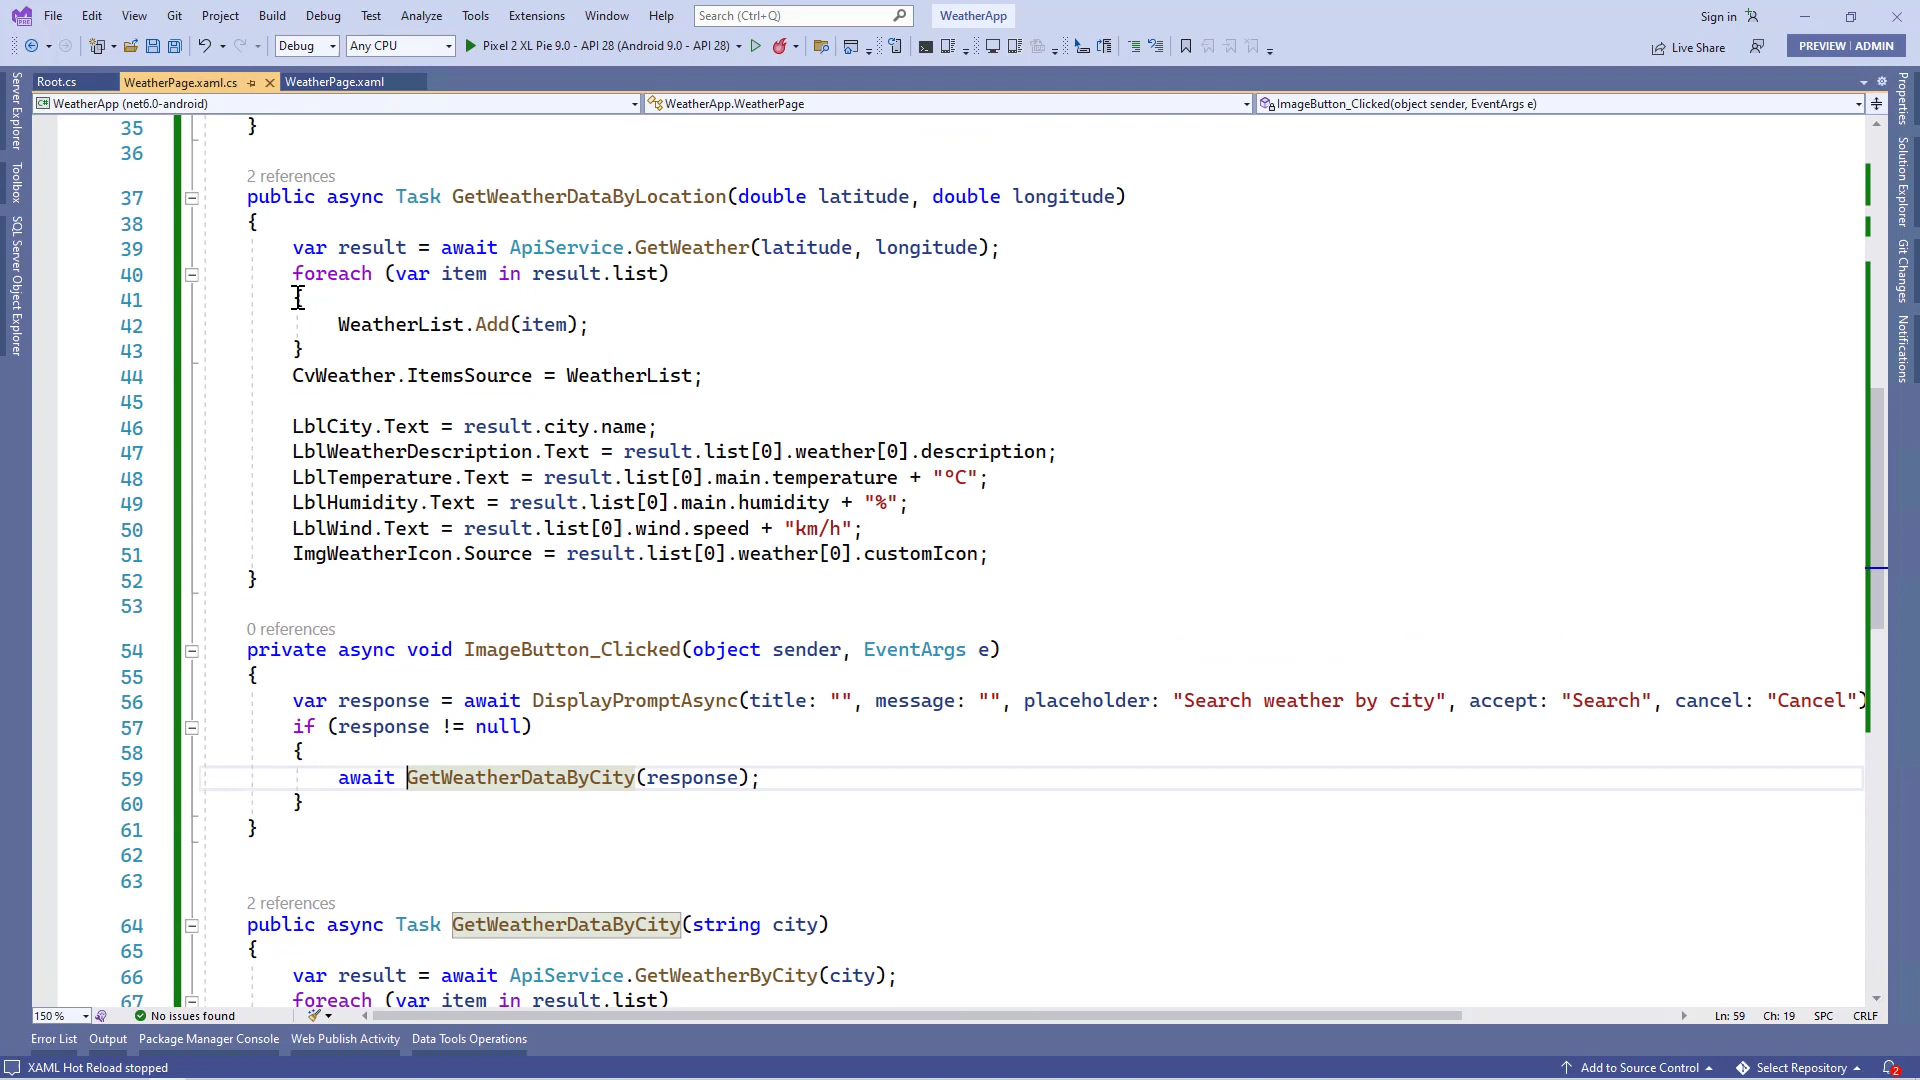 File Edit View Git Project Build Debug Test Analyze Tools Extensions Window Help Search (Ctrl+Q) WeatherApp Sign in
Debug Any CPU Pixel 2 XL Pie 9.0 - API 28 (Android 9.0 - API 28) Live Share PREVIEW ADMIN
Root.cs WeatherPage.xaml.cs WeatherPage.xaml
WeatherApp (net6.0-android) WeatherApp.WeatherPage ImageButton_Clicked(object sender, EventArgs e)
Server Explorer
Toolbox
SQL Server Object Explorer
Properties
Solution Explorer
Git Changes
Notifications
35 }
36
2 references
37 public async Task GetWeatherDataByLocation(double latitude, double longitude)
38 {
39 var result = await ApiService.GetWeather(latitude, longitude);
40 foreach (var item in result.list)
41 {
42 WeatherList.Add(item);
43 }
44 CvWeather.ItemsSource = WeatherList;
45
46 LblCity.Text = result.city.name;
47 LblWeatherDescription.Text = result.list[0].weather[0].description;
48 LblTemperature.Text = result.list[0].main.temperature + "°C";
49 LblHumidity.Text = result.list[0].main.humidity + "%";
50 LblWind.Text = result.list[0].wind.speed + "km/h";
51 ImgWeatherIcon.Source = result.list[0].weather[0].customIcon;
52 }
53
0 references
54 private async void ImageButton_Clicked(object sender, EventArgs e)
55 {
56 var response = await DisplayPromptAsync(title: "", message: "", placeholder: "Search weather by city", accept: "Search", cancel: "Cancel")
57 if (response != null)
58 {
59 await GetWeatherDataByCity(response);
60 }
61 }
62
63
2 references
64 public async Task GetWeatherDataByCity(string city)
65 {
66 var result = await ApiService.GetWeatherByCity(city);
67 foreach (var item in result.list)
150 % No issues found Ln: 59 Ch: 19 SPC CRLF
Error List Output Package Manager Console Web Publish Activity Data Tools Operations
XAML Hot Reload stopped Add to Source Control Select Repository 2